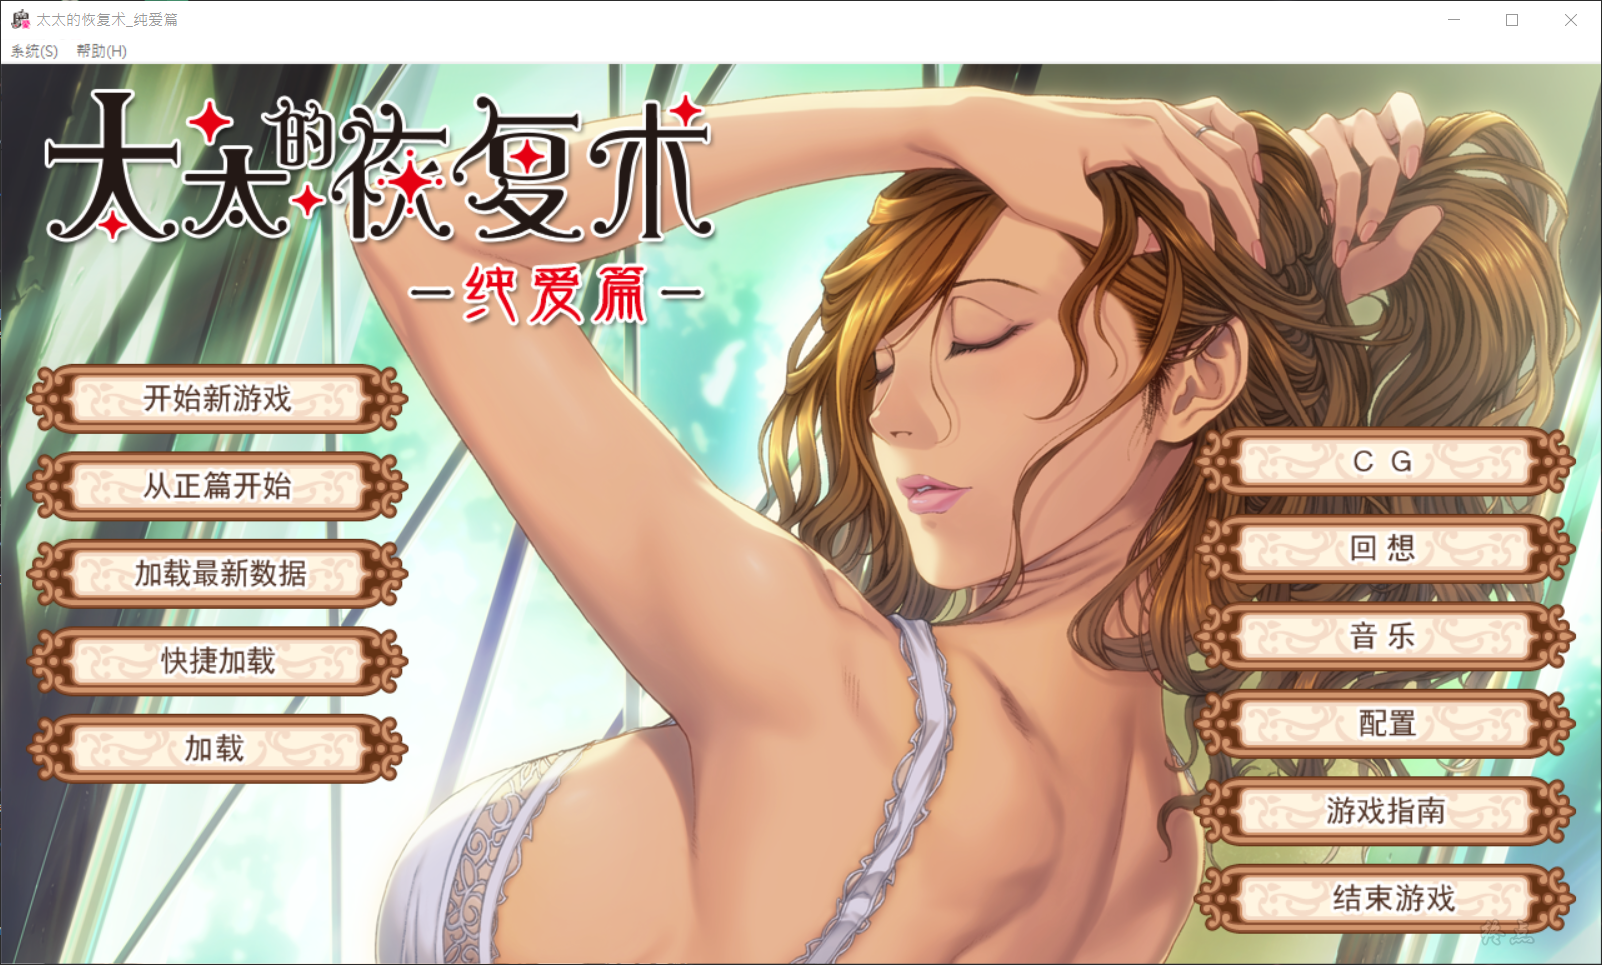 太太的恢复术_纯爱篇
系统(S) 帮助(H)
太太的恢复术
－纯爱篇－
开始新游戏
从正篇开始
加载最新数据
快捷加载
加载
CG
回想
音乐
配置
游戏指南
结束游戏